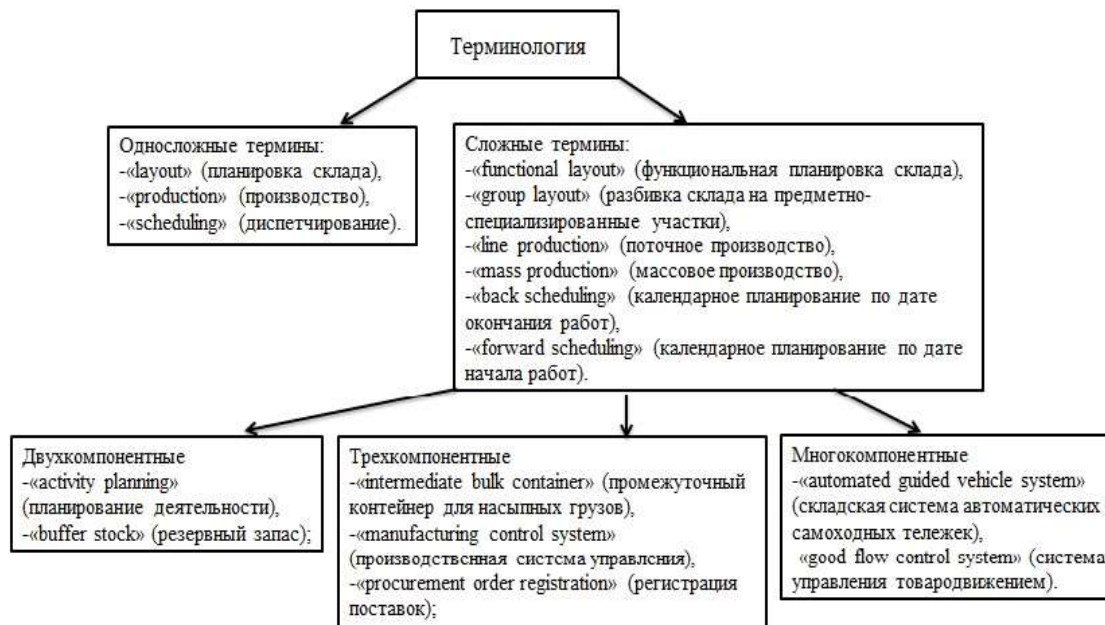 Терминология
Односложные термины:
-«layout» (планировка склада),
-«production» (производство),
-«scheduling» (диспетчирование).
Сложные термины:
-«functional layout» (функциональная планировка склада),
-«group layout» (разбивка склада на предметно-
специализированные участки),
-«line production» (поточное производство),
-«mass production» (массовое производство),
-«back scheduling» (календарное планирование по дате
окончания работ),
-«forward scheduling» (календарное планирование по дате
начала работ).
Двухкомпонентные
-«activity planning»
(планирование деятельности),
-«buffer stock» (резервный запас);
Трехкомпонентные
-«intermediate bulk container» (промежуточный
контейнер для насыпных грузов),
-«manufacturing control system»
(производственная система управления),
-«procurement order registration» (регистрация
поставок);
Многокомпонентные
-«automated guided vehicle system»
(складская система автоматических
самоходных тележек),
«good flow control system» (система
управления товародвижением).